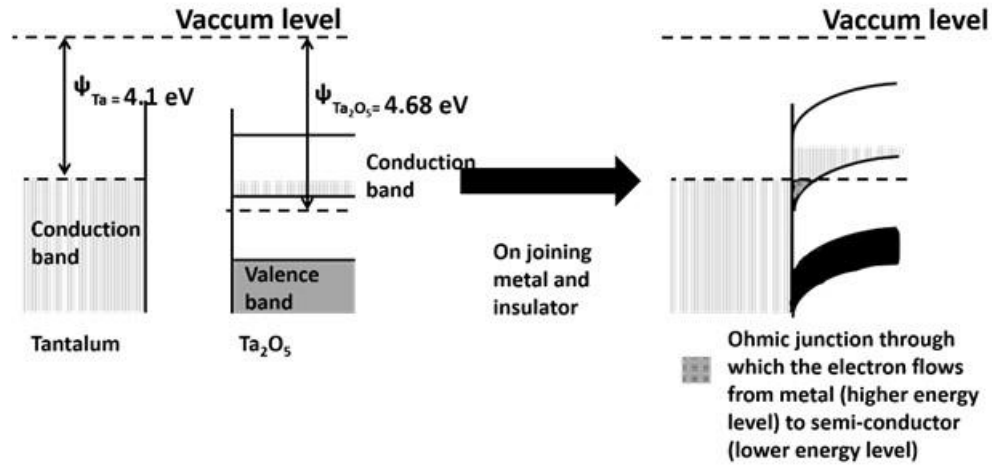 Vaccum level
Vaccum level
ψTa = 4.1 eV
ψTa₂O₅= 4.68 eV
Conduction
band
Conduction
band
Valence
band
Tantalum
Ta₂O₅
On joining
metal and
insulator
Ohmic junction through
which the electron flows
from metal (higher energy
level) to semi-conductor
(lower energy level)